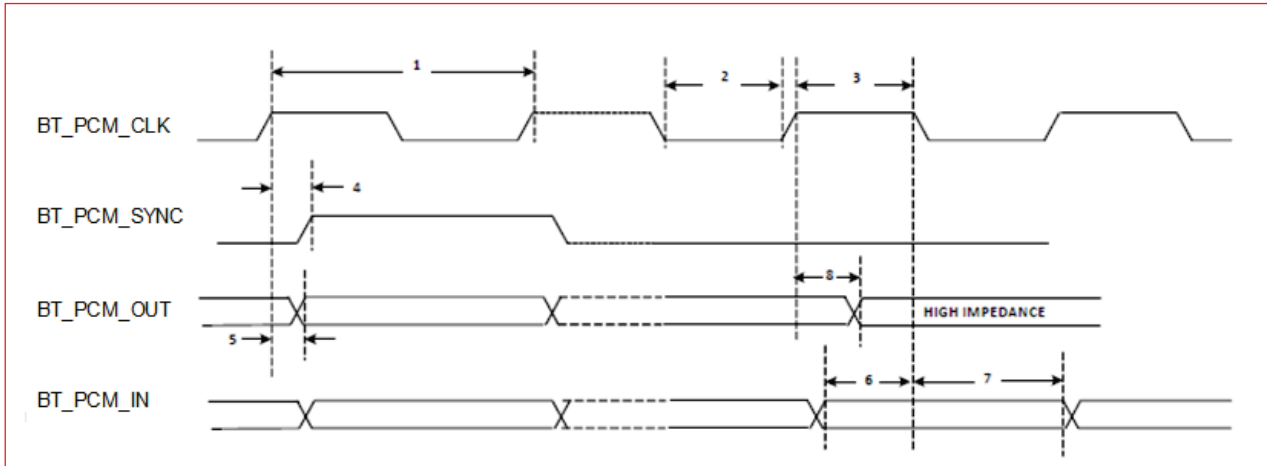 1
2
3
BT_PCM_CLK
4
BT_PCM_SYNC
8
BT_PCM_OUT
HIGH IMPEDANCE
5
6
7
BT_PCM_IN